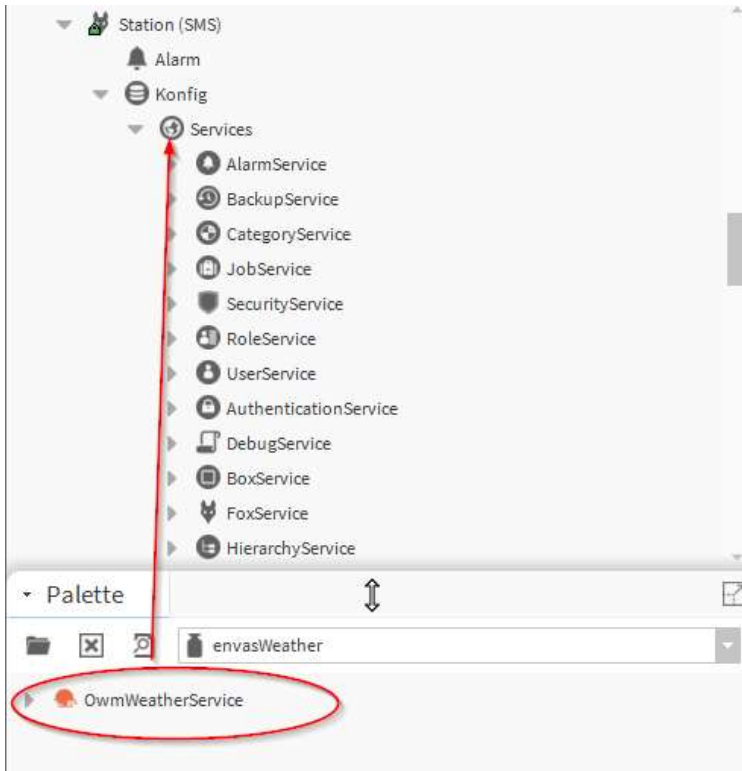 Station (SMS)
Alarm
Konfig
Services
AlarmService
BackupService
CategoryService
JobService
SecurityService
RoleService
UserService
AuthenticationService
DebugService
BoxService
FoxService
HierarchyService
Palette
envasWeather
OwmWeatherService